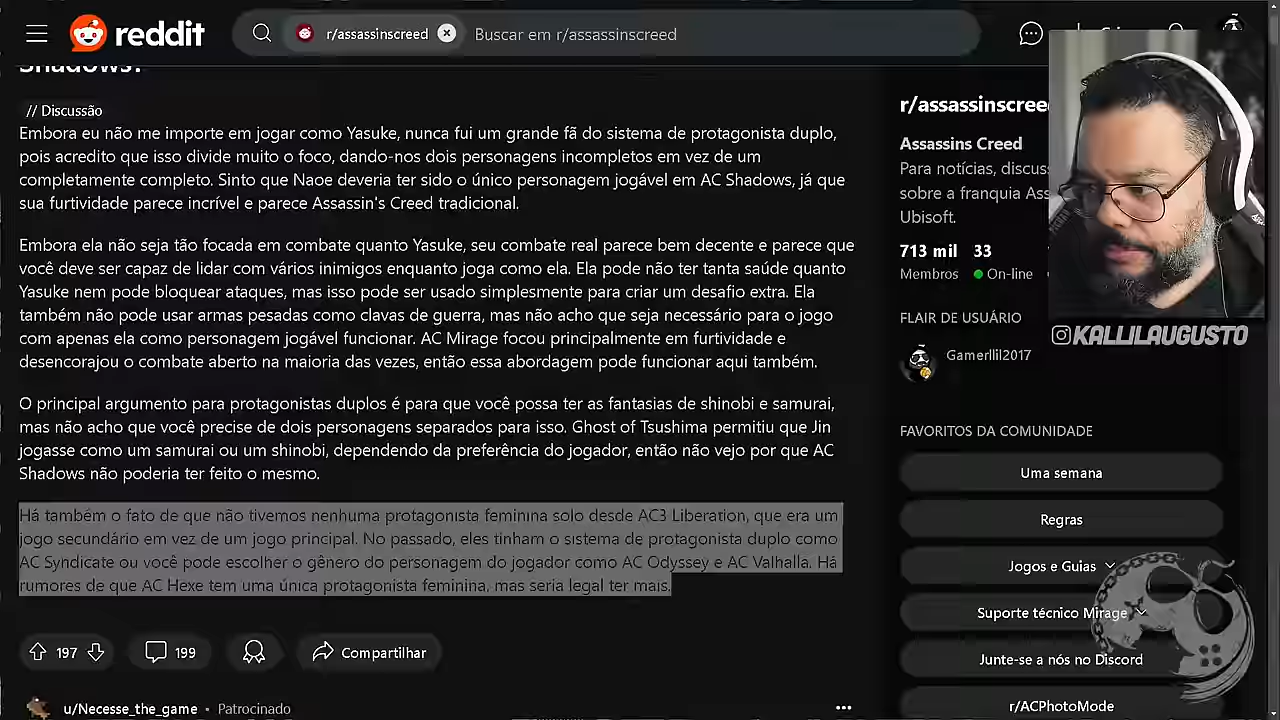 reddit
r/assassinscreed
Buscar em r/assassinscreed
Shadows?
// Discussão
Embora eu não me importe em jogar como Yasuke, nunca fui um grande fã do sistema de protagonista duplo,
pois acredito que isso divide muito o foco, dando-nos dois personagens incompletos em vez de um
completamente completo. Sinto que Naoe deveria ter sido o único personagem jogável em AC Shadows, já que
sua furtividade parece incrível e parece Assassin's Creed tradicional.
Embora ela não seja tão focada em combate quanto Yasuke, seu combate real parece bem decente e parece que
você deve ser capaz de lidar com vários inimigos enquanto joga como ela. Ela pode não ter tanta saúde quanto
Yasuke nem pode bloquear ataques, mas isso pode ser usado simplesmente para criar um desafio extra. Ela
também não pode usar armas pesadas como clavas de guerra, mas não acho que seja necessário para o jogo
com apenas ela como personagem jogável funcionar. AC Mirage focou principalmente em furtividade e
desencorajou o combate aberto na maioria das vezes, então essa abordagem pode funcionar aqui também.
O principal argumento para protagonistas duplos é para que você possa ter as fantasias de shinobi e samurai,
mas não acho que você precise de dois personagens separados para isso. Ghost of Tsushima permitiu que Jin
jogasse como um samurai ou um shinobi, dependendo da preferência do jogador, então não vejo por que AC
Shadows não poderia ter feito o mesmo.
Há também o fato de que não tivemos nenhuma protagonista feminina solo desde AC3 Liberation, que era um
jogo secundário em vez de um jogo principal. No passado, eles tinham o sistema de protagonista duplo como
AC Syndicate ou você pode escolher o gênero do personagem do jogador como AC Odyssey e AC Valhalla. Há
rumores de que AC Hexe tem uma única protagonista feminina, mas seria legal ter mais.
197
199
Compartilhar
u/Necesse_the_game • Patrocinado
r/assassinscree
Assassins Creed
Para notícias, discus
sobre a franquia Ass
Ubisoft.
713 mil 33
Membros On-line
KALLILAUGUSTO
FLAIR DE USUÁRIO
Gamerllil2017
FAVORITOS DA COMUNIDADE
Uma semana
Regras
Jogos e Guias
Suporte técnico Mirage
Junte-se a nós no Discord
r/ACPhotoMode